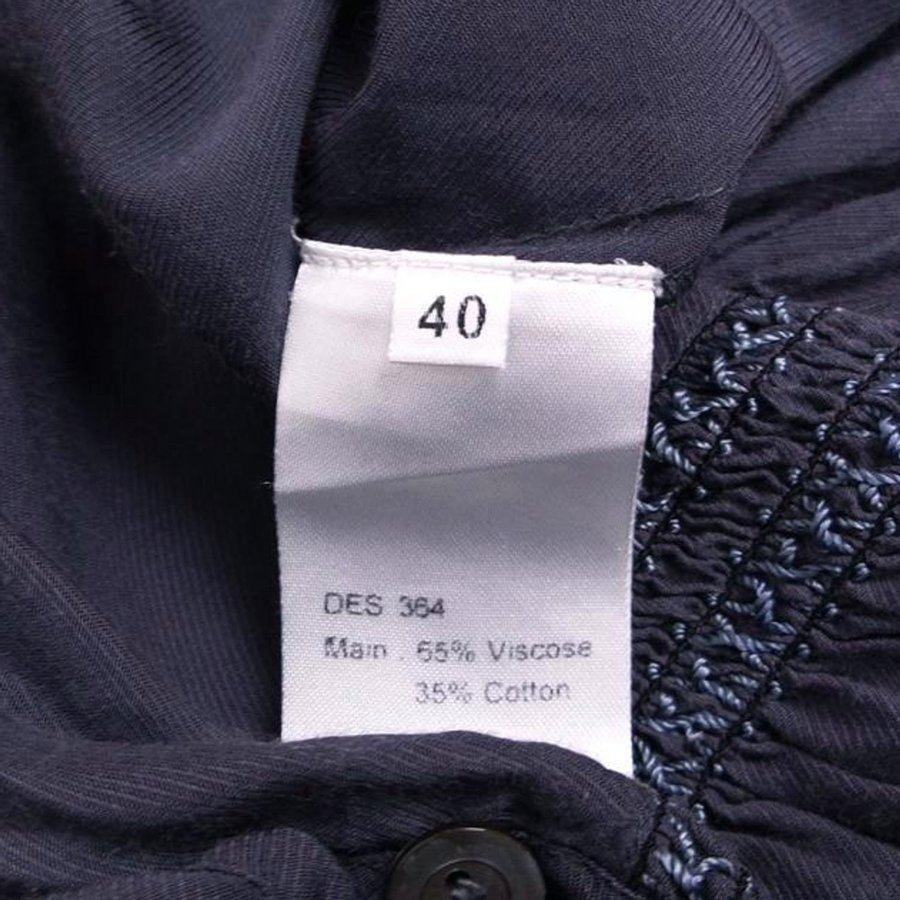 40
DES 364
Main . 65% Viscose
35% Cotton